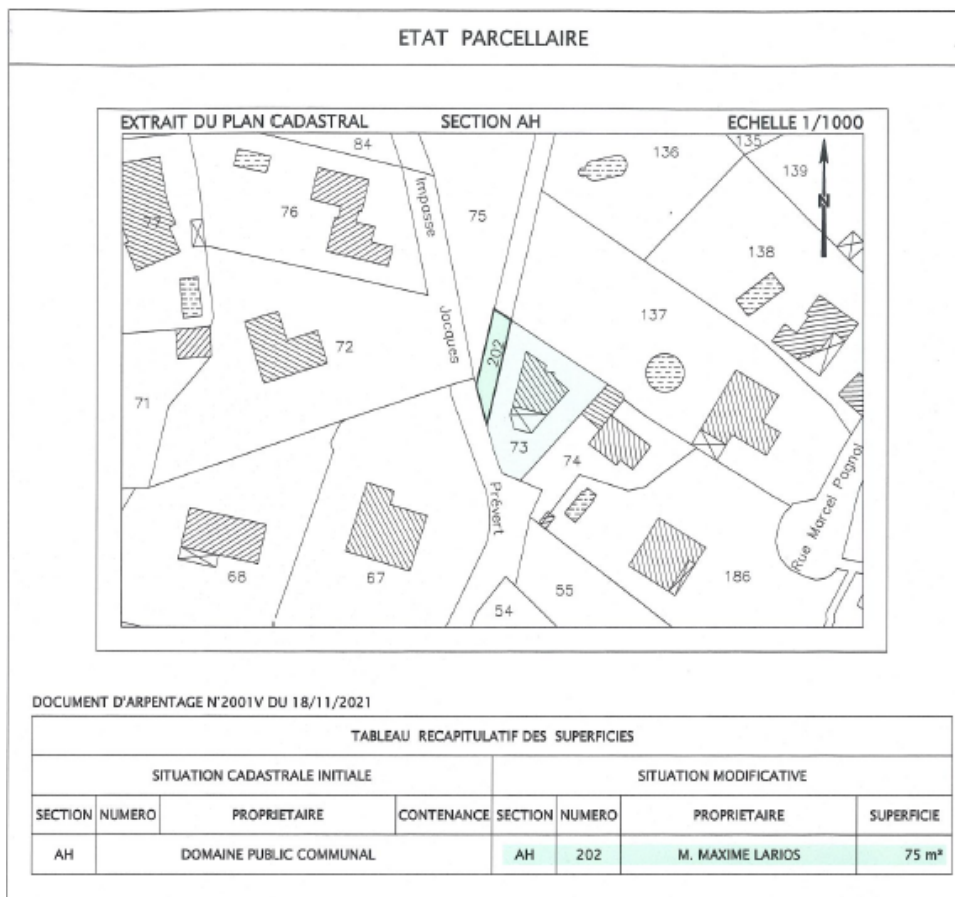 ETAT PARCELLAIRE
EXTRAIT DU PLAN CADASTRAL SECTION AH ECHELLE 1/1000
84
136
135
139
77
76
Impasse
75
N
138
137
Jacques
202
72
71
73
74
Prévert
Rue Marcel Pagnol
68
67
186
55
54
DOCUMENT D'ARPENTAGE N°2001V DU 18/11/2021
TABLEAU RECAPITULATIF DES SUPERFICIES
SITUATION CADASTRALE INITIALE SITUATION MODIFICATIVE
SECTION NUMERO PROPRIETAIRE CONTENANCE SECTION NUMERO PROPRIETAIRE SUPERFICIE
AH DOMAINE PUBLIC COMMUNAL AH 202 M. MAXIME LARIOS 75 m²